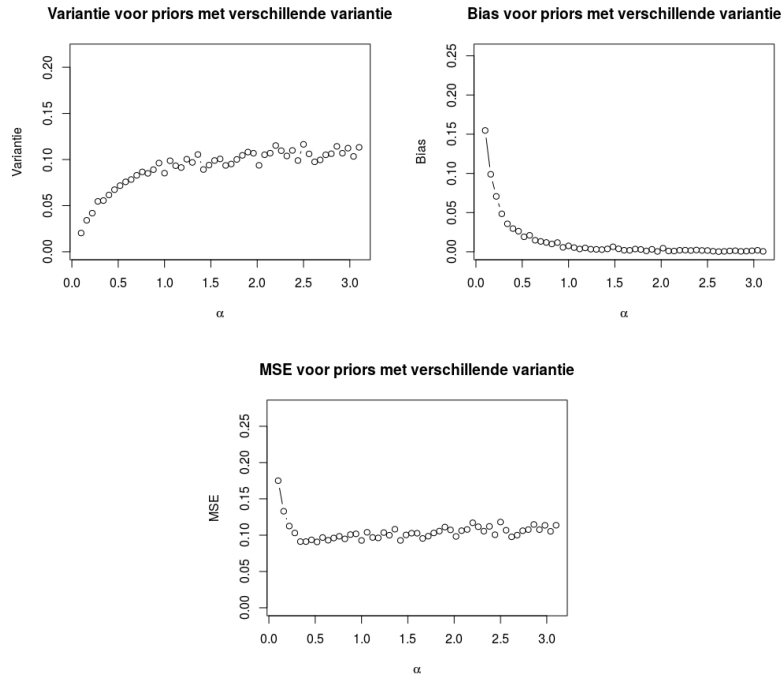 Variantie voor priors met verschillende variantie
Variantie
0.00 0.05 0.10 0.15 0.20
0.0 0.5 1.0 1.5 2.0 2.5 3.0
α
Bias voor priors met verschillende variantie
Bias
0.00 0.05 0.10 0.15 0.20 0.25
0.0 0.5 1.0 1.5 2.0 2.5 3.0
α
MSE voor priors met verschillende variantie
MSE
0.00 0.05 0.10 0.15 0.20 0.25
0.0 0.5 1.0 1.5 2.0 2.5 3.0
α